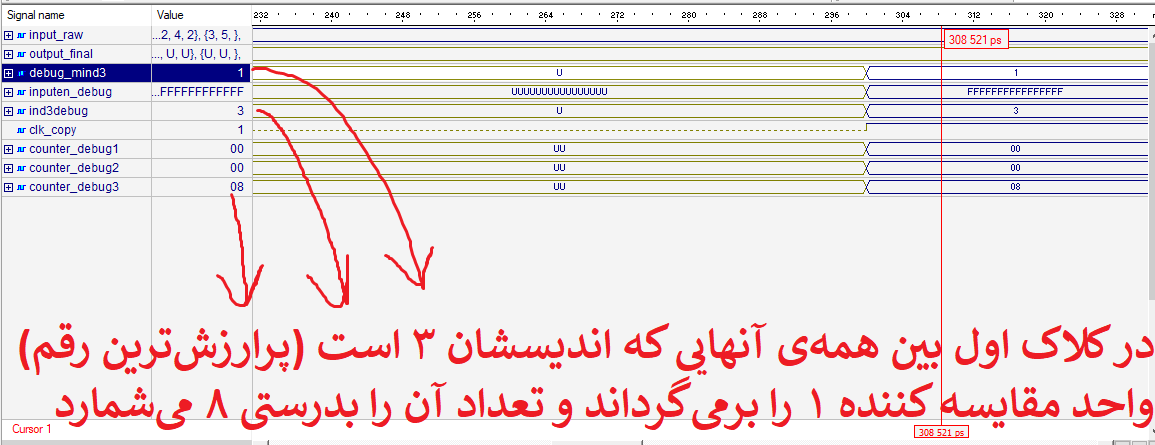 Signal name Value 232 240 248 256 264 272 280 288 296 304 312 320 328
input_raw ...2, 4, 2}, {3, 5, },
308 521 ps
output_final ..., U, U}, {U, U, },
debug_mind3 1 U 1
inputen_debug ...FFFFFFFFFFFF UUUUUUUUUUUUUUUU FFFFFFFFFFFFFFFF
ind3debug 3 U 3
clk_copy 1
counter_debug1 00 UU 00
counter_debug2 00 UU 00
counter_debug3 08 UU 08
در کلاک اول بین همه‌ی آنهایی که اندیسشان ۳ است (پرارزش‌ترین رقم)
واحد مقایسه کننده ۱ را برمی‌گرداند و تعداد آن را بدرستی ۸ می‌شمارد
Cursor 1 308 521 ps